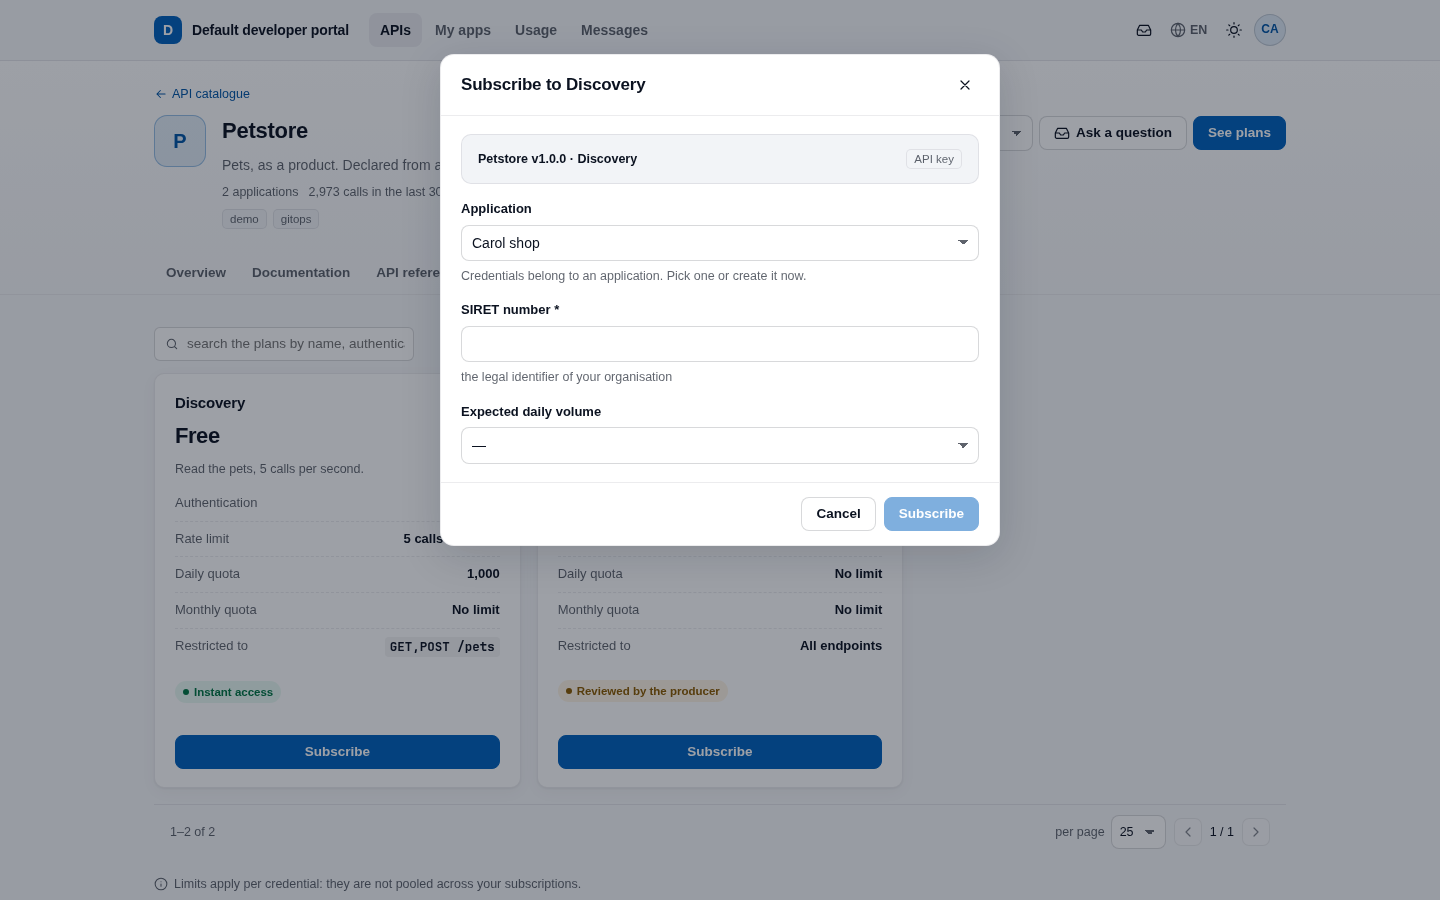 D Default developer portal APIs My apps Usage Messages EN CA
Subscribe to Discovery
API catalogue
P Petstore Ask a question See plans
Petstore v1.0.0 · Discovery API key
Pets, as a product. Declared from a
2 applications 2,973 calls in the last 30
demo gitops
Application
Carol shop
Credentials belong to an application. Pick one or create it now.
Overview Documentation API refere
SIRET number *
search the plans by name, authentic
the legal identifier of your organisation
Expected daily volume
—
Cancel Subscribe
Discovery
Free
Read the pets, 5 calls per second.
Authentication
Rate limit 5 calls
Daily quota 1,000
Monthly quota No limit
Restricted to GET,POST /pets
Instant access
Subscribe
Daily quota No limit
Monthly quota No limit
Restricted to All endpoints
Reviewed by the producer
Subscribe
1–2 of 2 per page 25 1 / 1
Limits apply per credential: they are not pooled across your subscriptions.